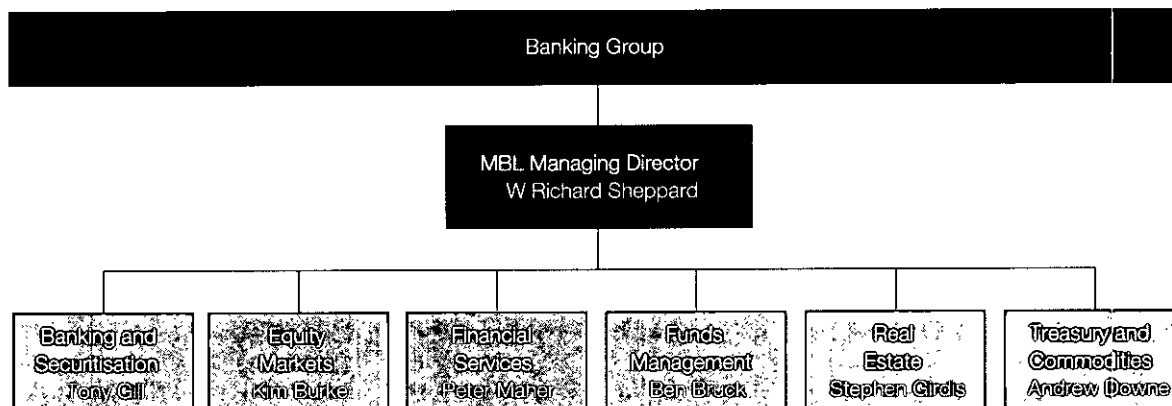 Banking Group
MBL Managing Director
W Richard Sheppard
Banking and
Securitisation
Tony Gill
Equity
Markets
Kim Burke
Financial
Services
Peter Maher
Funds
Management
Ben Bruck
Real
Estate
Stephen Girdis
Treasury and
Commodities
Andrew Downe